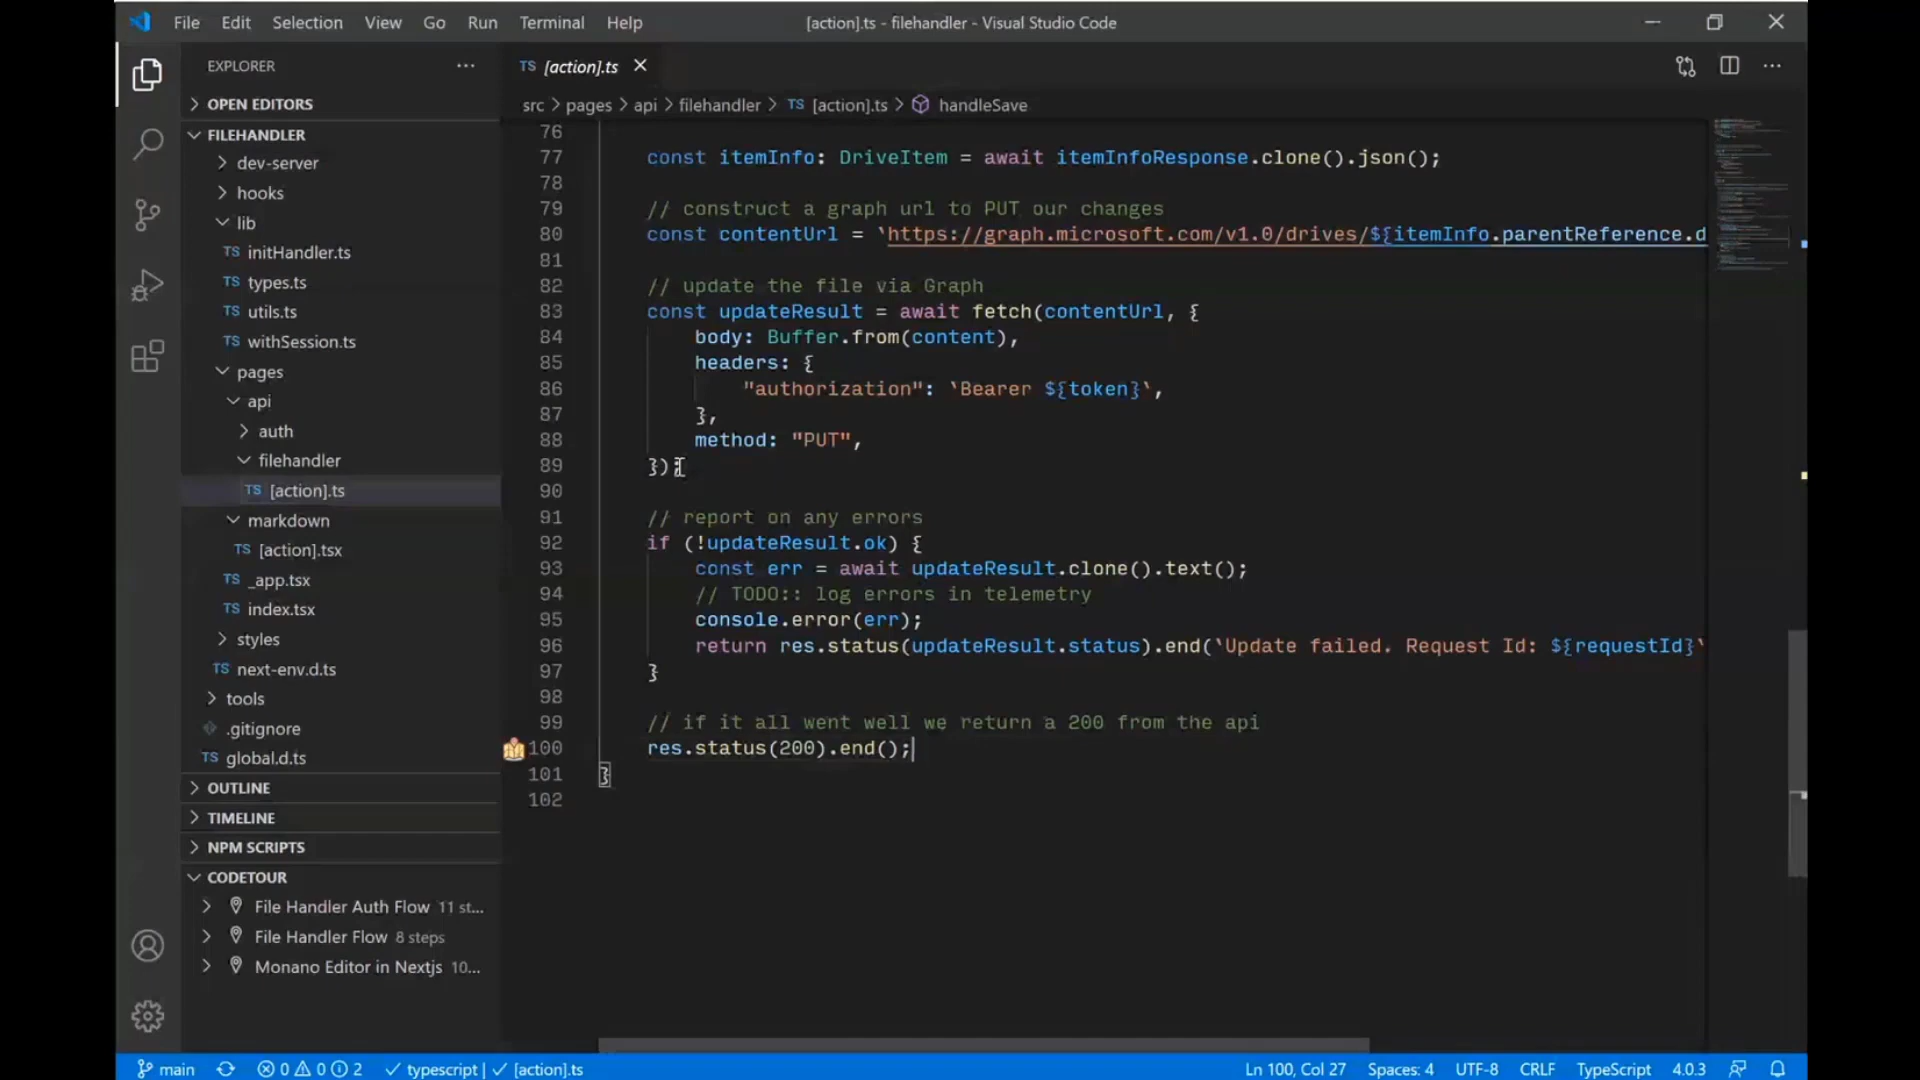 File Edit Selection View Go Run Terminal Help
[action].ts - filehandler - Visual Studio Code
EXPLORER
OPEN EDITORS
FILEHANDLER
dev-server
hooks
lib
TS initHandler.ts
TS types.ts
TS utils.ts
TS withSession.ts
pages
api
auth
filehandler
TS [action].ts
markdown
TS [action].tsx
TS _app.tsx
TS index.tsx
styles
TS next-env.d.ts
tools
.gitignore
TS global.d.ts
OUTLINE
TIMELINE
NPM SCRIPTS
CODETOUR
File Handler Auth Flow 11 st...
File Handler Flow 8 steps
Monano Editor in Nextjs 10...
TS [action].ts
src > pages > api > filehandler > TS [action].ts > handleSave
76
77 const itemInfo: DriveItem = await itemInfoResponse.clone().json();
78
79 // construct a graph url to PUT our changes
80 const contentUrl = `https://graph.microsoft.com/v1.0/drives/${itemInfo.parentReference.d
81
82 // update the file via Graph
83 const updateResult = await fetch(contentUrl, {
84 body: Buffer.from(content),
85 headers: {
86 "authorization": `Bearer ${token}`,
87 },
88 method: "PUT",
89 });
90
91 // report on any errors
92 if (!updateResult.ok) {
93 const err = await updateResult.clone().text();
94 // TODO:: log errors in telemetry
95 console.error(err);
96 return res.status(updateResult.status).end(`Update failed. Request Id: ${requestId}`
97 }
98
99 // if it all went well we return a 200 from the api
100 res.status(200).end();
101 }
102
main 0 0 2 typescript | [action].ts
Ln 100, Col 27 Spaces: 4 UTF-8 CRLF TypeScript 4.0.3